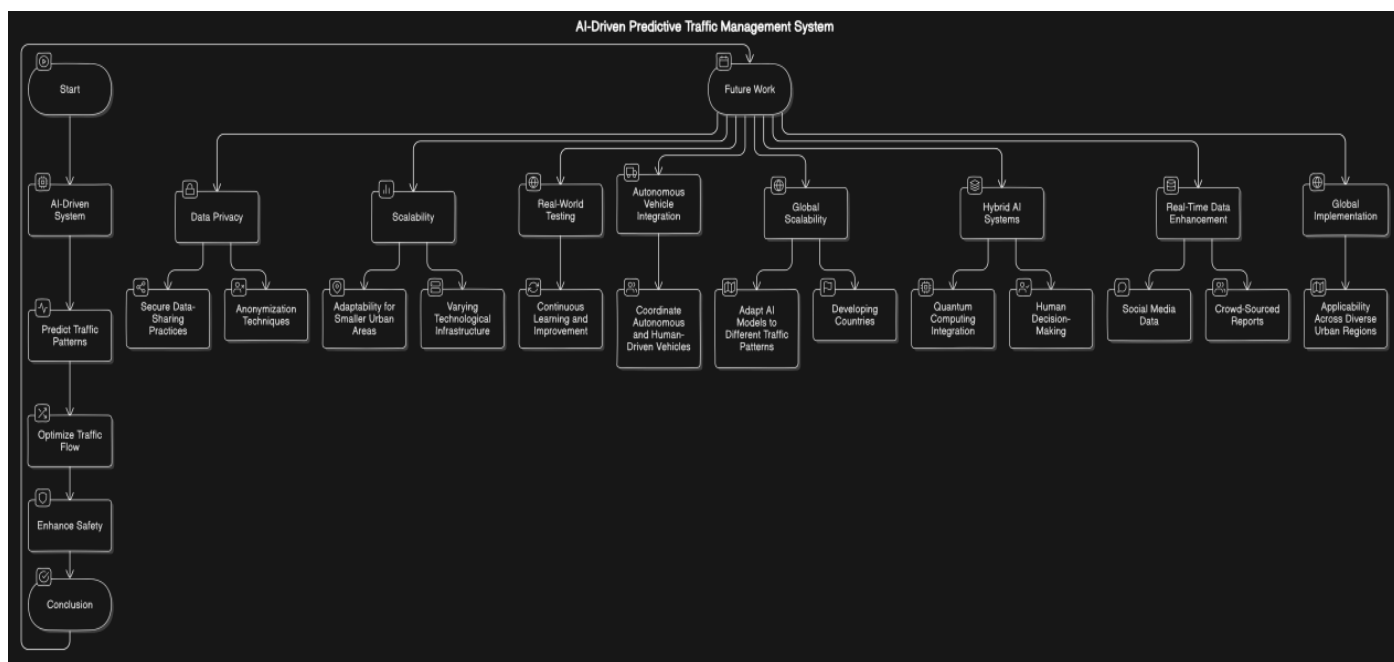 AI-Driven Predictive Traffic Management System
Start
Future Work
AI-Driven
System
Data Privacy
Scalability
Real-World
Testing
Autonomous
Vehicle
Integration
Global
Scalability
Hybrid AI
Systems
Real-Time Data
Enhancement
Global
Implementation
Predict Traffic
Patterns
Secure Data-
Sharing
Practices
Anonymization
Techniques
Adaptability for
Smaller Urban
Areas
Varying
Technological
Infrastructure
Continuous
Learning and
Improvement
Coordinate
Autonomous
and Human-
Driven Vehicles
Adapt AI
Models to
Different Traffic
Patterns
Developing
Countries
Quantum
Computing
Integration
Human
Decision-
Making
Social Media
Data
Crowd-Sourced
Reports
Applicability
Across Diverse
Urban Regions
Optimize Traffic
Flow
Enhance Safety
Conclusion